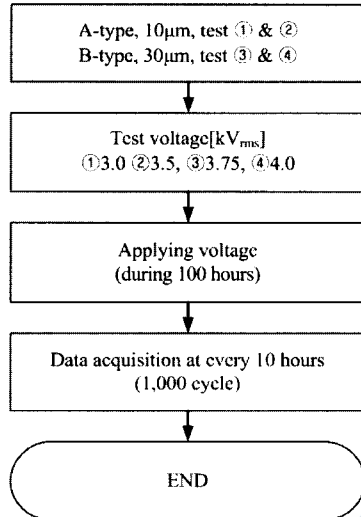 A-type, 10μm, test ① & ②
B-type, 30μm, test ③ & ④
Test voltage[kVrms]
①3.0 ②3.5, ③3.75, ④4.0
Applying voltage
(during 100 hours)
Data acquisition at every 10 hours
(1,000 cycle)
END